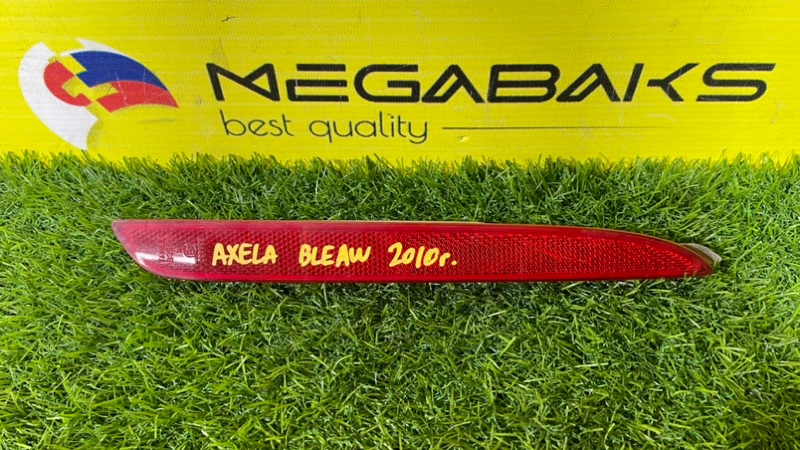 MEGABAKS
best quality
AXELA BLEAW 2010г.